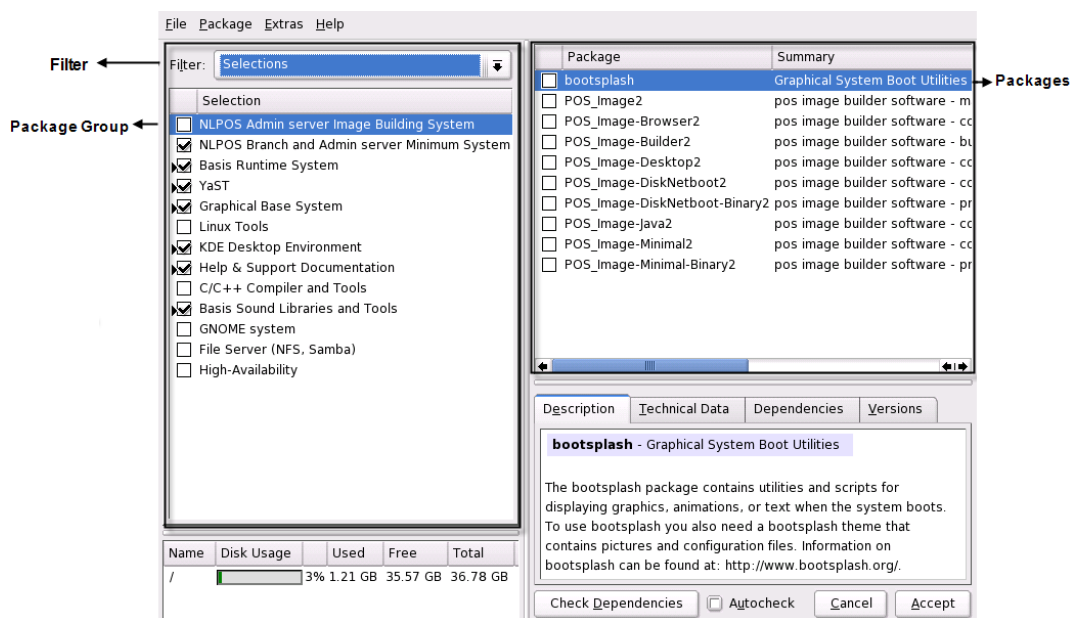 File Package Extras Help
Filter
Filter: Selections
Package Group
Selection
NLPOS Admin server Image Building System
NLPOS Branch and Admin server Minimum System
Basis Runtime System
YaST
Graphical Base System
Linux Tools
KDE Desktop Environment
Help & Support Documentation
C/C++ Compiler and Tools
Basis Sound Libraries and Tools
GNOME system
File Server (NFS, Samba)
High-Availability
Name Disk Usage Used Free Total
/ 3% 1.21 GB 35.57 GB 36.78 GB
Package Summary
Packages
bootsplash Graphical System Boot Utilities
POS_Image2 pos image builder software - m
POS_Image-Browser2 pos image builder software - cc
POS_Image-Builder2 pos image builder software - bu
POS_Image-Desktop2 pos image builder software - cc
POS_Image-DiskNetboot2 pos image builder software - cc
POS_Image-DiskNetboot-Binary2 pos image builder software - pr
POS_Image-Java2 pos image builder software - cc
POS_Image-Minimal2 pos image builder software - cc
POS_Image-Minimal-Binary2 pos image builder software - pr
Description Technical Data Dependencies Versions
bootsplash - Graphical System Boot Utilities
The bootsplash package contains utilities and scripts for
displaying graphics, animations, or text when the system boots.
To use bootsplash you also need a bootsplash theme that
contains pictures and configuration files. Information on
bootsplash can be found at: http://www.bootsplash.org/.
Check Dependencies Autocheck Cancel Accept